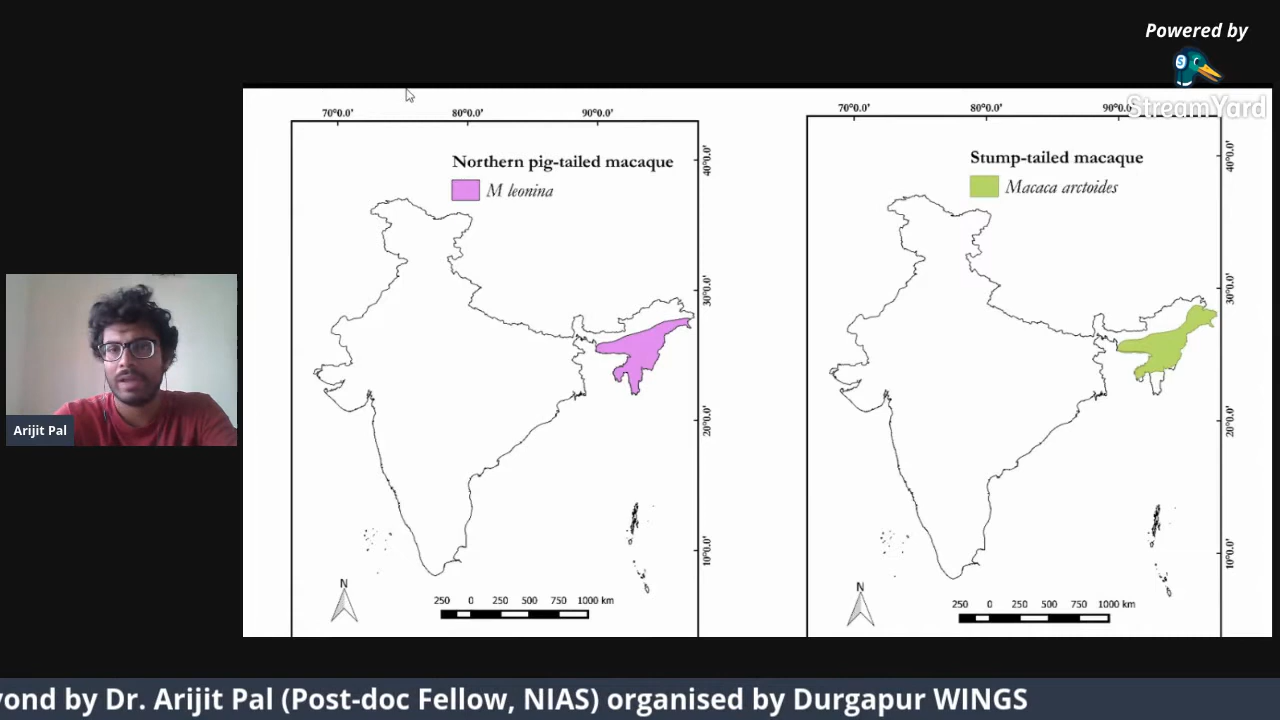 Powered by
StreamYard
70°0.0' 80°0.0' 90°0.0'
Northern pig-tailed macaque
M leonina
40°0.0'
30°0.0'
20°0.0'
10°0.0'
N
250 0 250 500 750 1000 km
70°0.0' 80°0.0' 90°0.0'
Stump-tailed macaque
Macaca arctoides
40°0.0'
30°0.0'
20°0.0'
10°0.0'
N
250 0 250 500 750 1000 km
Arijit Pal
yond by Dr. Arijit Pal (Post-doc Fellow, NIAS) organised by Durgapur WINGS